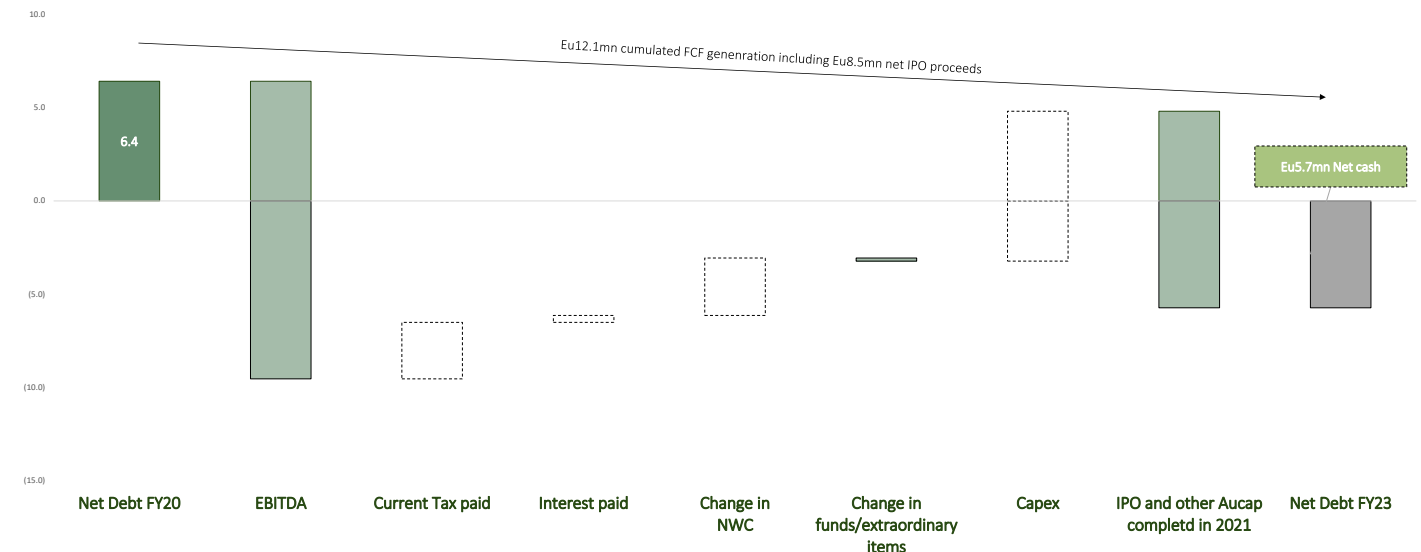 10.0
Eu12.1mn cumulated FCF genenration including Eu8.5mn net IPO proceeds
5.0
6.4
Eu5.7mn Net cash
0.0
(5.0)
(10.0)
(15.0)
Net Debt FY20
EBITDA
Current Tax paid
Interest paid
Change in
NWC
Change in
funds/extraordinary
items
Capex
IPO and other Aucap
completd in 2021
Net Debt FY23